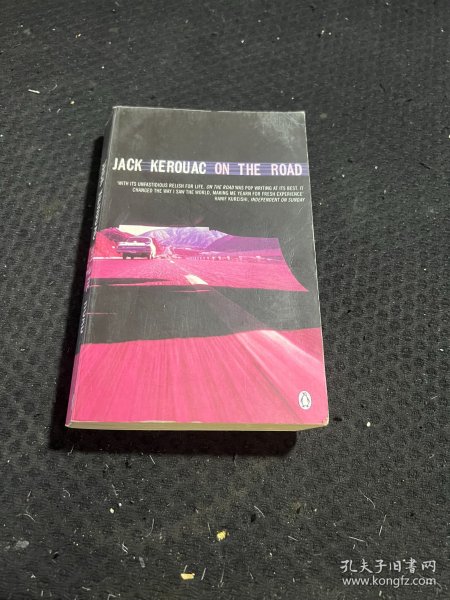 JACK KEROUAC ON THE ROAD
'WITH ITS UNFASTIDIOUS RELISH FOR LIFE, ON THE ROAD WAS POP WRITING AT ITS BEST. IT
CHANGED THE WAY I SAW THE WORLD, MAKING ME YEARN FOR FRESH EXPERIENCE'
HANIF KUREISHI, INDEPENDENT ON SUNDAY
孔夫子旧书网
www.kongfz.com